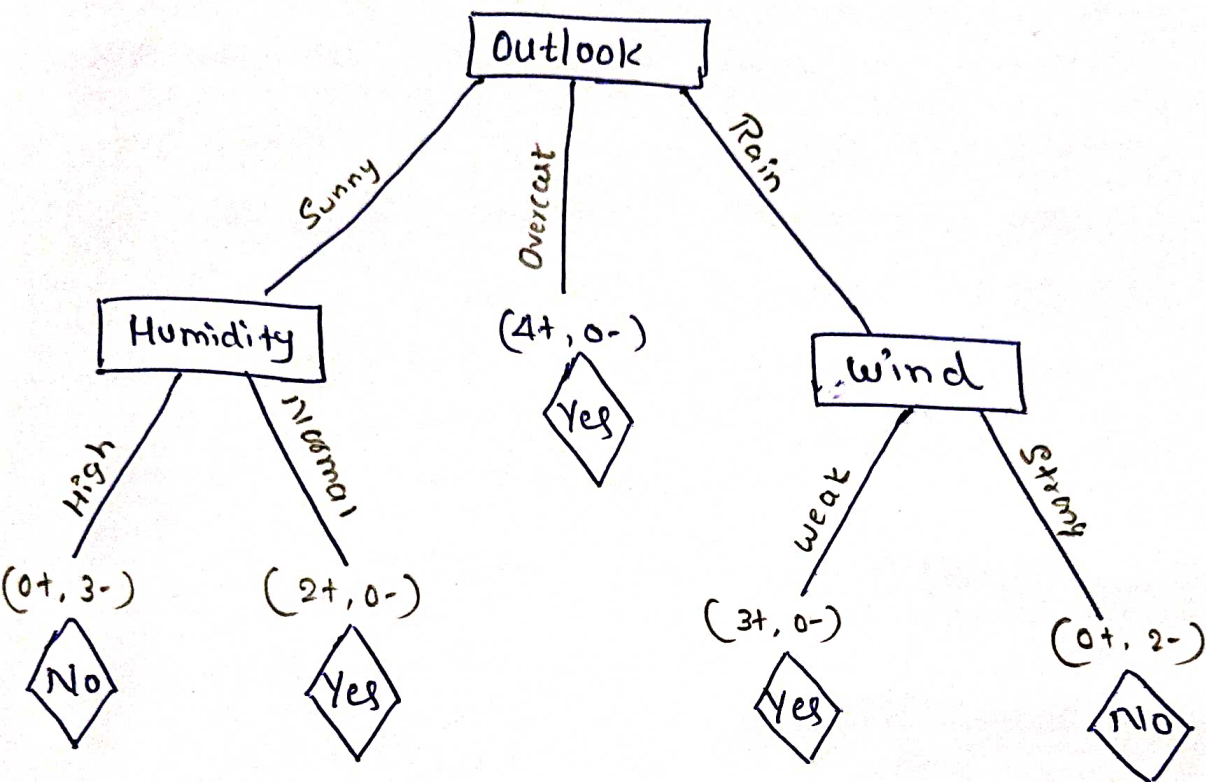 Outlook
Sunny
Overcast
Rain
Humidity
(4+, 0-)
Yes
Wind
High
Normal
Weak
Strong
(0+, 3-)
(2+, 0-)
(3+, 0-)
(0+, 2-)
No
Yes
Yes
No